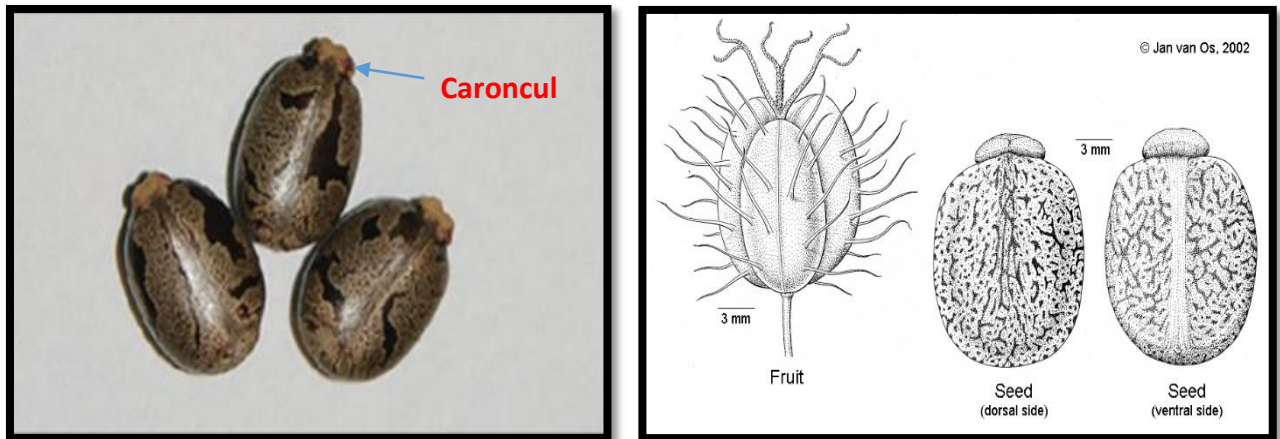 Caroncul
© Jan van Os, 2002
3 mm
3 mm
Fruit
Seed
(dorsal side)
Seed
(ventral side)